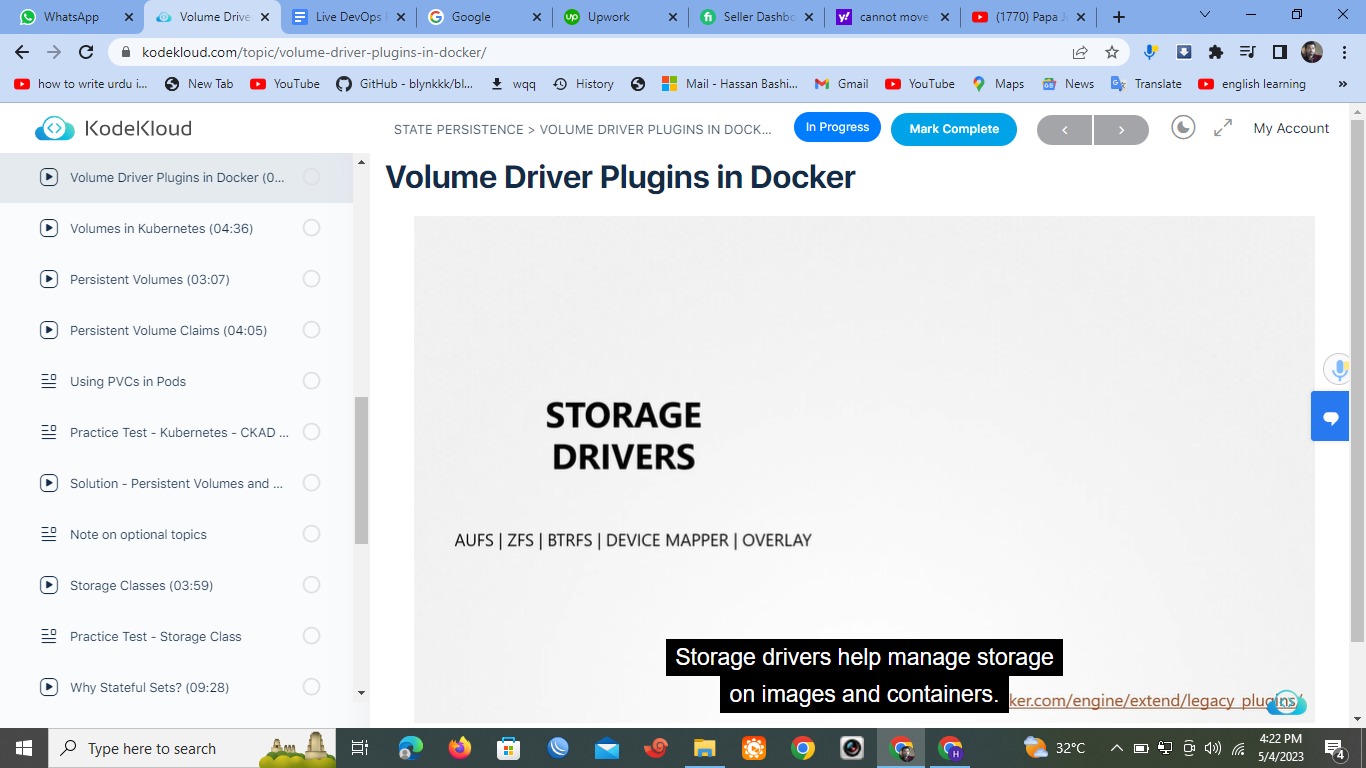 WhatsApp
Volume Drive
Live DevOps
Google
Upwork
Seller Dashbo
cannot move
(1770) Papa J
kodekloud.com/topic/volume-driver-plugins-in-docker/
how to write urdu i...
New Tab
YouTube
GitHub - blynkkk/bl...
wqq
History
Mail - Hassan Bashi...
Gmail
YouTube
Maps
News
Translate
english learning
»
KodeKloud
STATE PERSISTENCE > VOLUME DRIVER PLUGINS IN DOCK...
In Progress
Mark Complete
<
>
My Account
Volume Driver Plugins in Docker (0...
Volumes in Kubernetes (04:36)
Persistent Volumes (03:07)
Persistent Volume Claims (04:05)
Using PVCs in Pods
Practice Test - Kubernetes - CKAD ...
Solution - Persistent Volumes and ...
Note on optional topics
Storage Classes (03:59)
Practice Test - Storage Class
Why Stateful Sets? (09:28)
Volume Driver Plugins in Docker
STORAGE
DRIVERS
AUFS | ZFS | BTRFS | DEVICE MAPPER | OVERLAY
Storage drivers help manage storage
on images and containers.
ker.com/engine/extend/legacy_plugins/
Type here to search
32°C
4:22 PM
5/4/2023
4